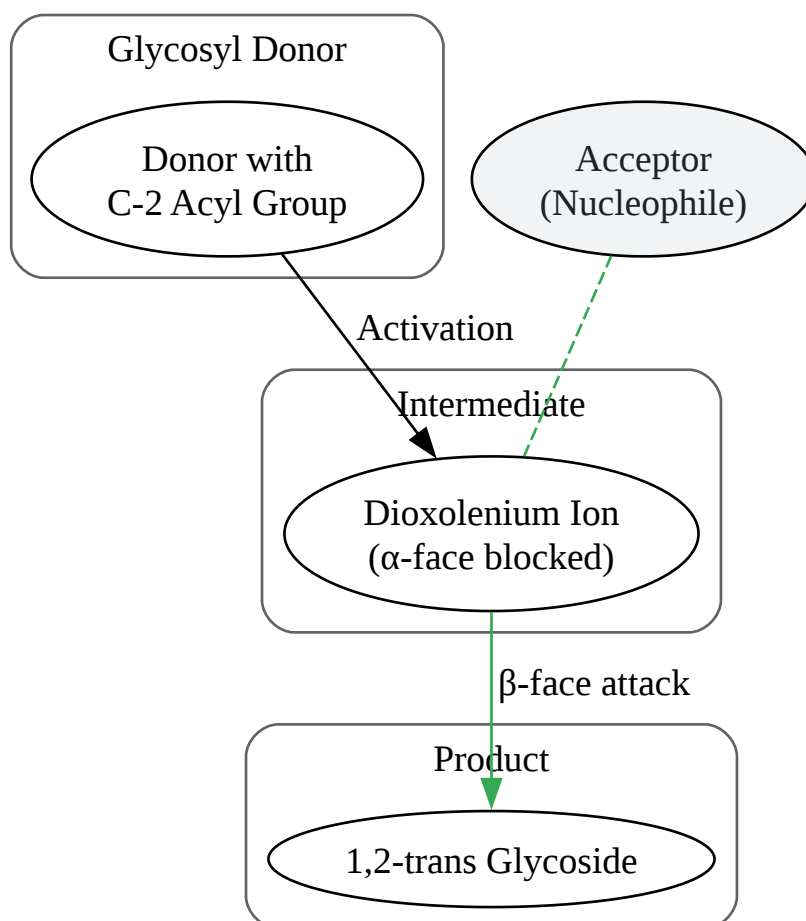 Glycosyl Donor
Donor with
C-2 Acyl Group
Acceptor
(Nucleophile)
Activation
Intermediate
Dioxolenium Ion
(α-face blocked)
β-face attack
Product
1,2-trans Glycoside